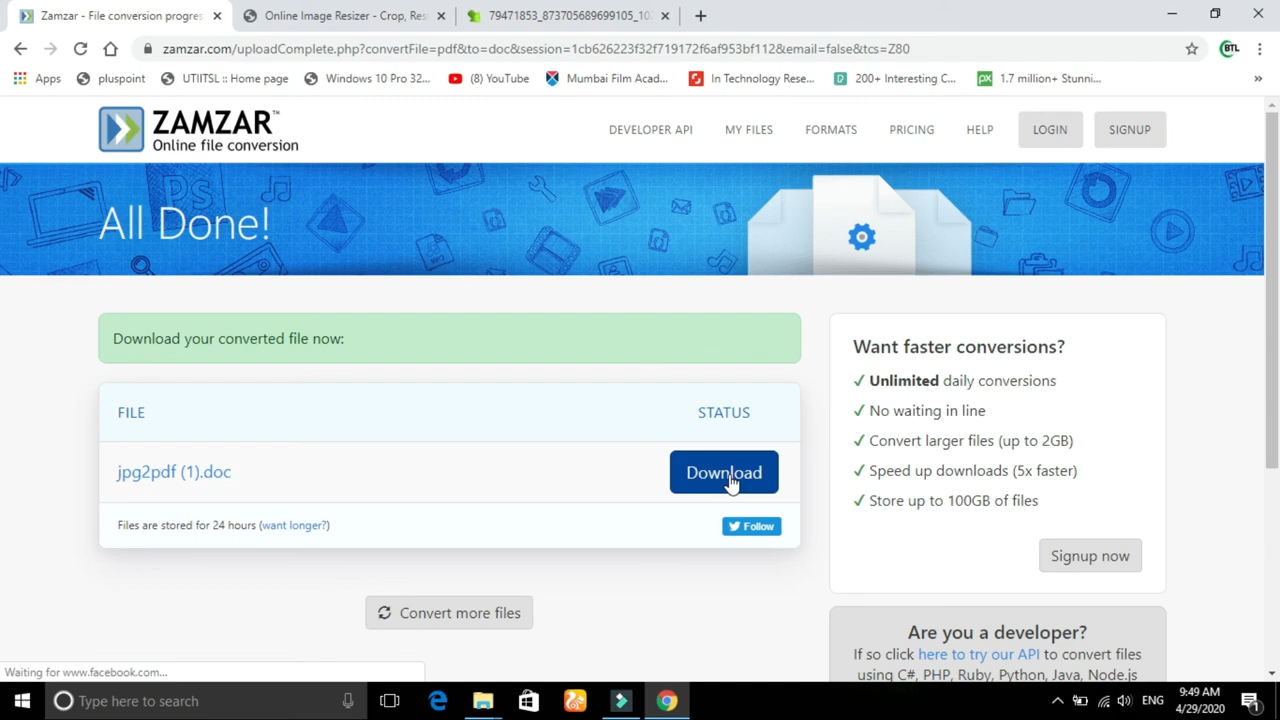 Zamzar - File conversion progres
Online Image Resizer - Crop, Res
79471853_873705689699105_10
zamzar.com/uploadComplete.php?convertFile=pdf&to=doc&session=1cb626223f32f719172f6af953bf112&email=false&tcs=Z80
BTL
Apps
pluspoint
UTIITSL :: Home page
Windows 10 Pro 32...
(8) YouTube
Mumbai Film Acad...
In Technology Rese...
200+ Interesting C...
px
1.7 million+ Stunni...
»
ZAMZAR™
Online file conversion
DEVELOPER API
MY FILES
FORMATS
PRICING
HELP
LOGIN
SIGNUP
All Done!
Download your converted file now:
FILE
STATUS
jpg2pdf (1).doc
Download
Files are stored for 24 hours (want longer?)
Follow
Convert more files
Want faster conversions?
✓ Unlimited daily conversions
✓ No waiting in line
✓ Convert larger files (up to 2GB)
✓ Speed up downloads (5x faster)
✓ Store up to 100GB of files
Signup now
Are you a developer?
If so click here to try our API to convert files
using C#, PHP, Ruby, Python, Java, Node.js
Waiting for www.facebook.com...
Type here to search
ENG
9:49 AM
4/29/2020
1